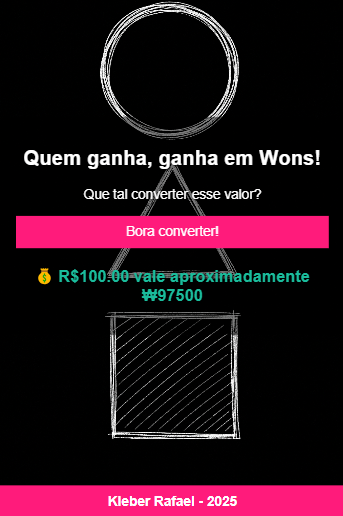 Quem ganha, ganha em Wons!
Que tal converter esse valor?
Bora converter!
💰 R$100.00 vale aproximadamente
₩97500
Kleber Rafael - 2025